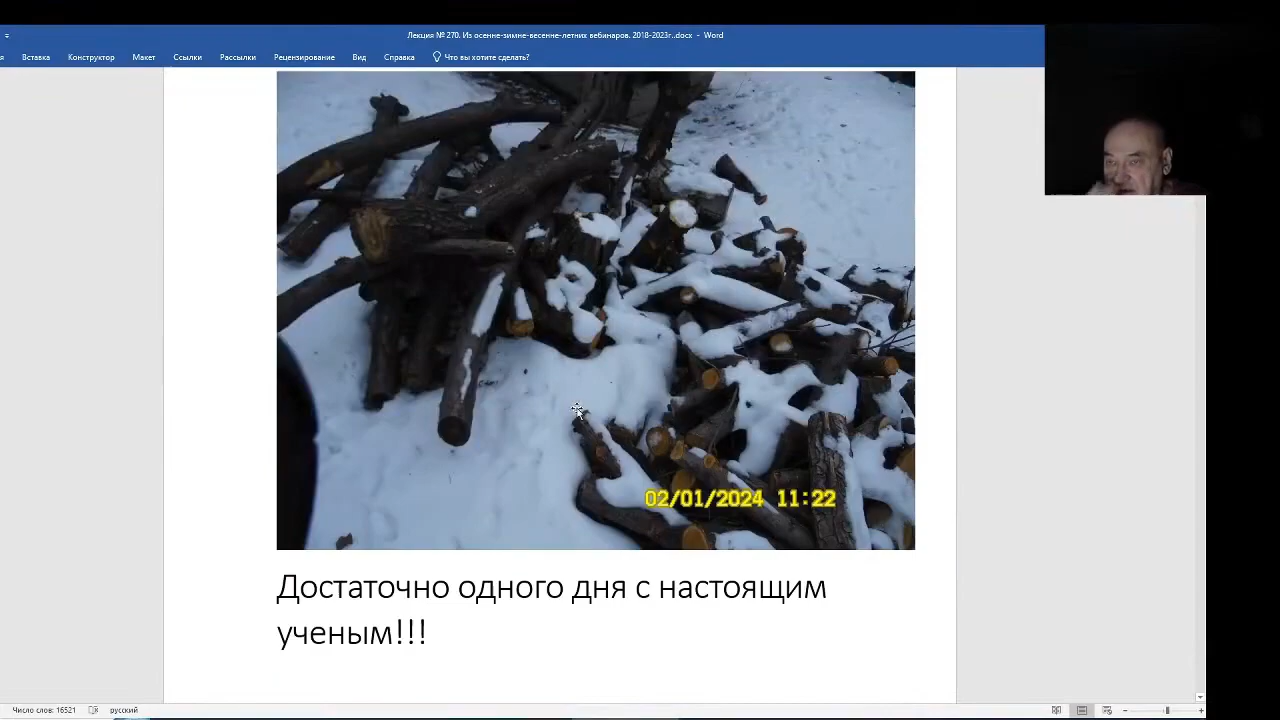 Лекция № 270. Из осенне-зимне-весенне-летних вебинаров. 2018-2023г..docx - Word
Вставка Конструктор Макет Ссылки Рассылки Рецензирование Вид Справка Что вы хотите сделать?
02/01/2024 11:22
Достаточно одного дня с настоящим
ученым!!!
Число слов: 16521 русский